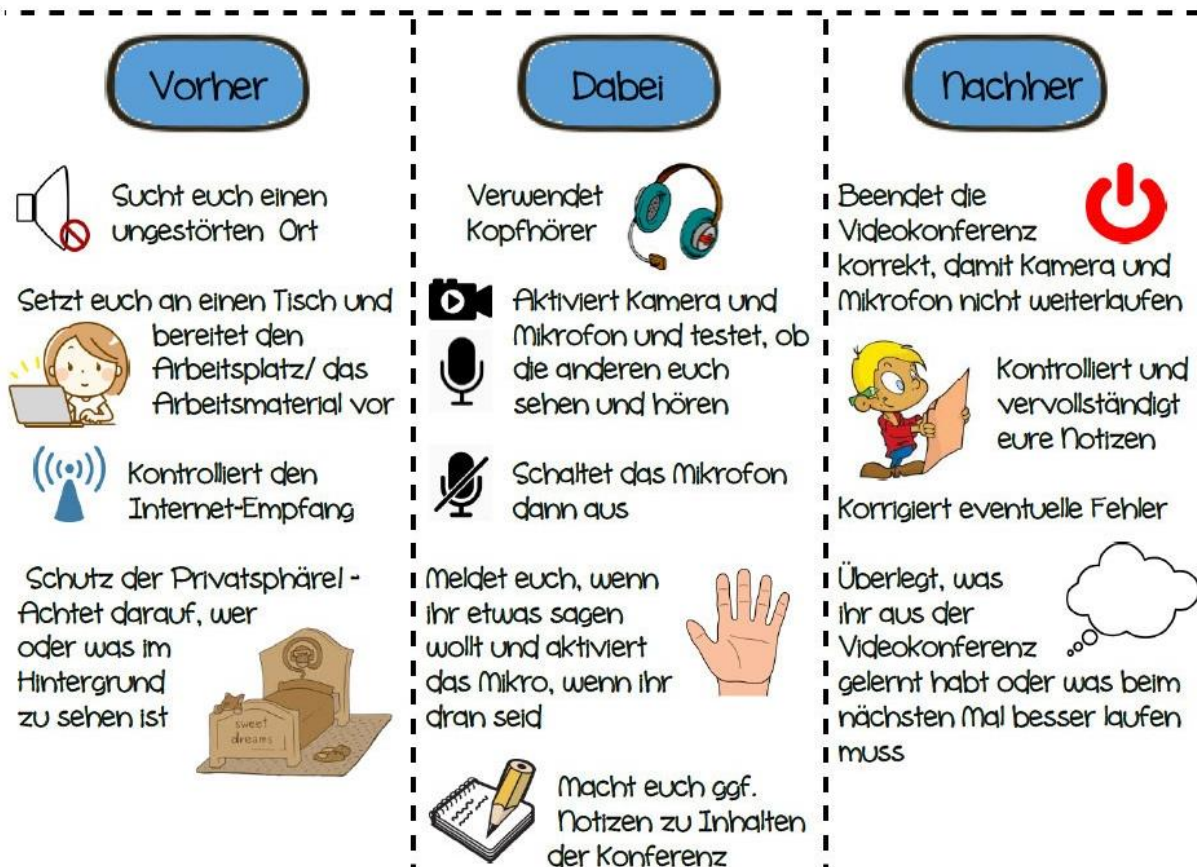 Vorher
Sucht euch einen
ungestörten Ort
Setzt euch an einen Tisch und
bereitet den
Arbeitsplatz/ das
Arbeitsmaterial vor
Kontrolliert den
Internet-Empfang
Schutz der Privatsphäre! -
Achtet darauf, wer
oder was im
Hintergrund
zu sehen ist
sweet
dreams
Dabei
Verwendet
Kopfhörer
Aktiviert Kamera und
Mikrofon und testet, ob
die anderen euch
sehen und hören
Schaltet das Mikrofon
dann aus
Meldet euch, wenn
ihr etwas sagen
wollt und aktiviert
das Mikro, wenn ihr
dran seid
Macht euch ggf.
Notizen zu Inhalten
der Konferenz
Nachher
Beendet die
Videokonferenz
korrekt, damit Kamera und
Mikrofon nicht weiterlaufen
Kontrolliert und
vervollständigt
eure Notizen
Korrigiert eventuelle Fehler
Überlegt, was
ihr aus der
Videokonferenz
gelernt habt oder was beim
nächsten Mal besser laufen
muss